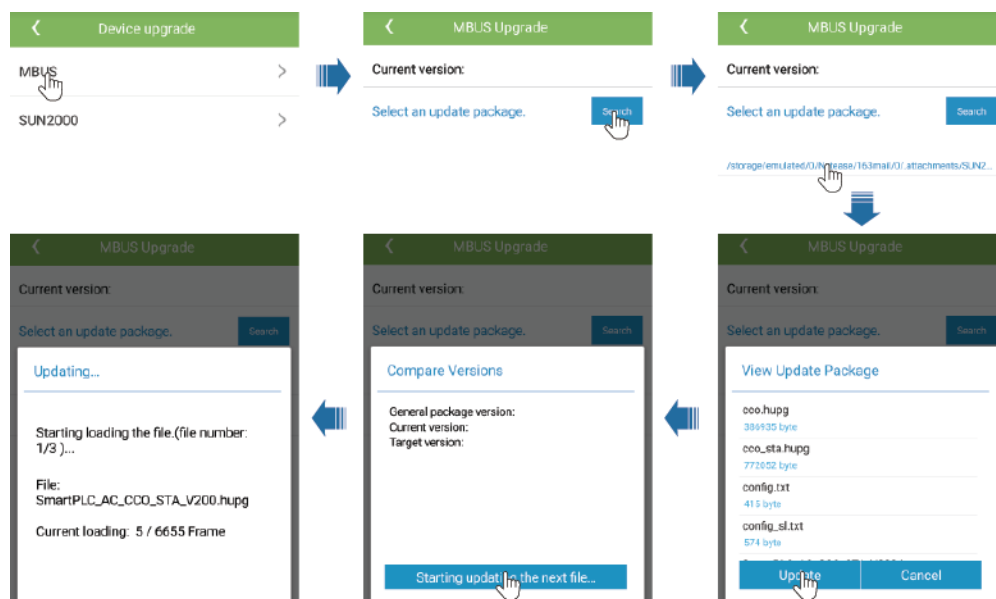 Device upgrade
MBUS
SUN2000
MBUS Upgrade
Current version:
Select an update package.
Search
MBUS Upgrade
Current version:
Select an update package.
Search
/storage/emulated/0/Netease/163mail/0/.attachments/SUN2...
MBUS Upgrade
Current version:
Select an update package.
Search
View Update Package
cco.hupg
386935 byte
cco_sta.hupg
772052 byte
config.txt
415 byte
config_sl.txt
574 byte
Update
Cancel
MBUS Upgrade
Current version:
Select an update package.
Search
Compare Versions
General package version:
Current version:
Target version:
Starting updating the next file...
MBUS Upgrade
Current version:
Select an update package.
Search
Updating...
Starting loading the file.(file number:
1/3 )...
File:
SmartPLC_AC_CCO_STA_V200.hupg
Current loading: 5 / 6655 Frame